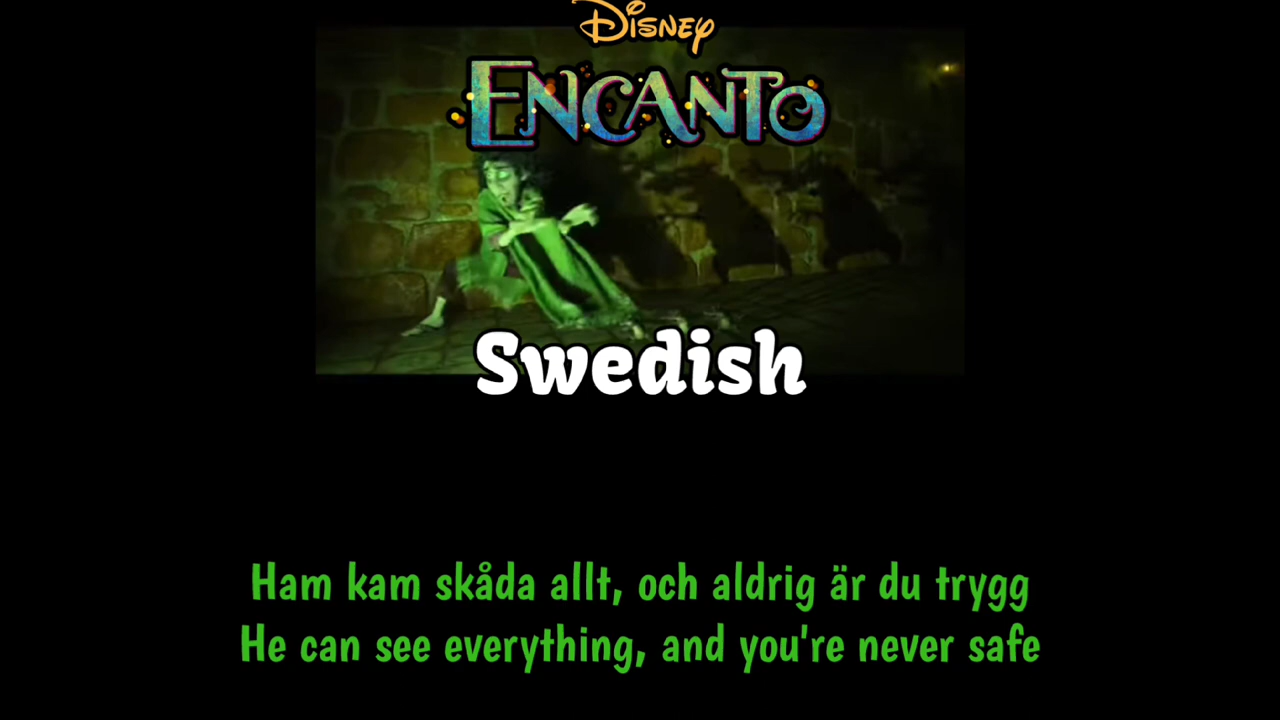 Disney
ENCANTO
Swedish
Ham kam skåda allt, och aldrig är du trygg
He can see everything, and you're never safe